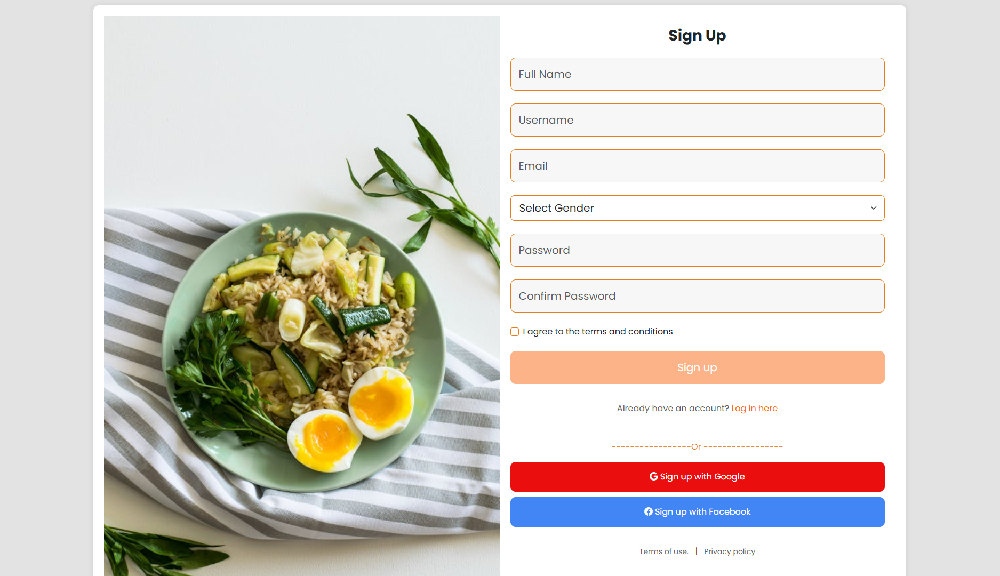 Sign Up
Full Name
Username
Email
Select Gender
Password
Confirm Password
I agree to the terms and conditions
Sign up
Already have an account? Log in here
-----------------Or -----------------
Sign up with Google
Sign up with Facebook
Terms of use. | Privacy policy